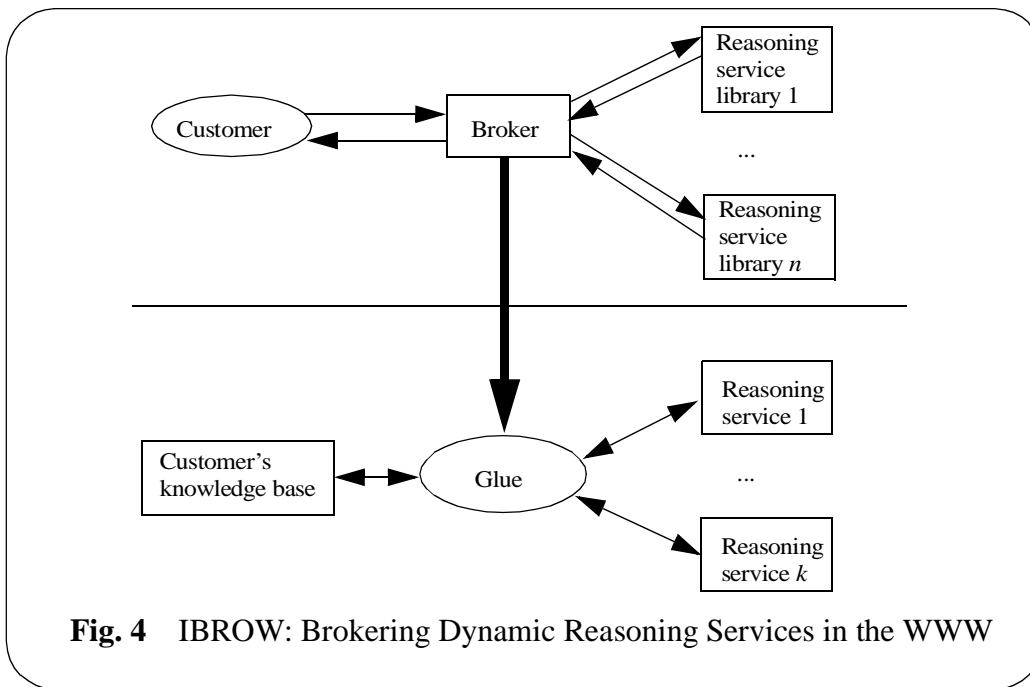 Reasoning
service
library 1
Customer
Broker
...
Reasoning
service
library n
Reasoning
service 1
Customer’s
knowledge base
Glue
...
Reasoning
service k
Fig. 4 IBROW: Brokering Dynamic Reasoning Services in the WWW